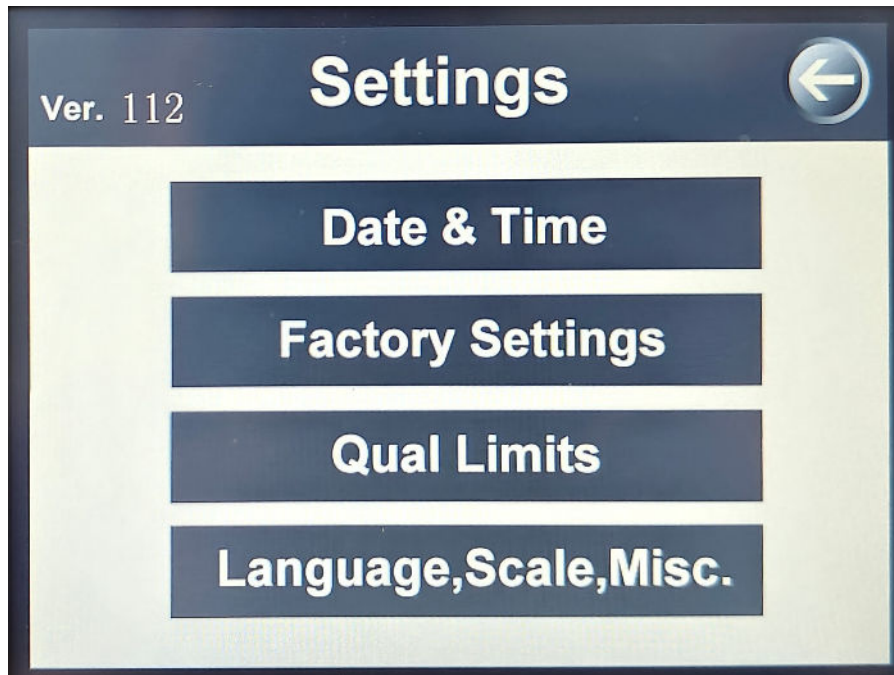 Settings
Ver. 112
Date & Time
Factory Settings
Qual Limits
Language,Scale,Misc.